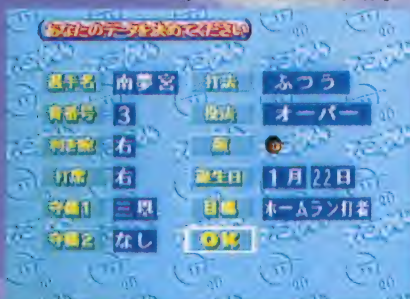 あなたのデータを決めてください
選手名 南夢宮 打法 ふつう
背番号 3 投法 オーバー
利き腕 右 顔
打席 右 誕生日 1月22日
守備1 三塁 目標 ホームラン打者
守備2 なし OK